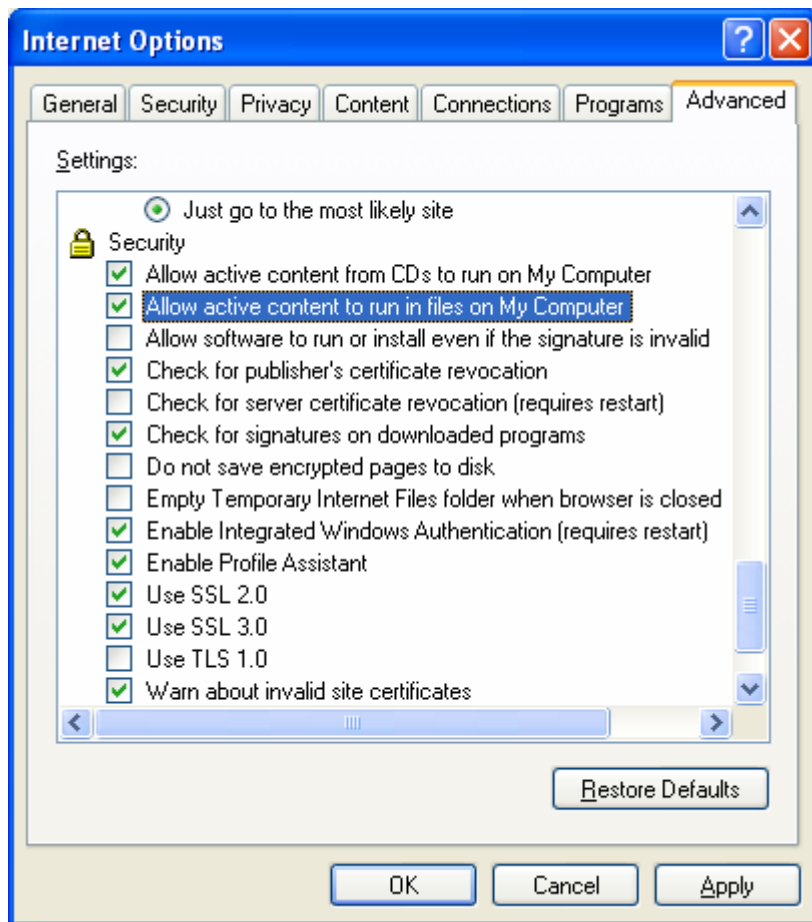 Internet Options
General Security Privacy Content Connections Programs Advanced
Settings:
Just go to the most likely site
Security
Allow active content from CDs to run on My Computer
Allow active content to run in files on My Computer
Allow software to run or install even if the signature is invalid
Check for publisher's certificate revocation
Check for server certificate revocation (requires restart)
Check for signatures on downloaded programs
Do not save encrypted pages to disk
Empty Temporary Internet Files folder when browser is closed
Enable Integrated Windows Authentication (requires restart)
Enable Profile Assistant
Use SSL 2.0
Use SSL 3.0
Use TLS 1.0
Warn about invalid site certificates
Restore Defaults
OK Cancel Apply